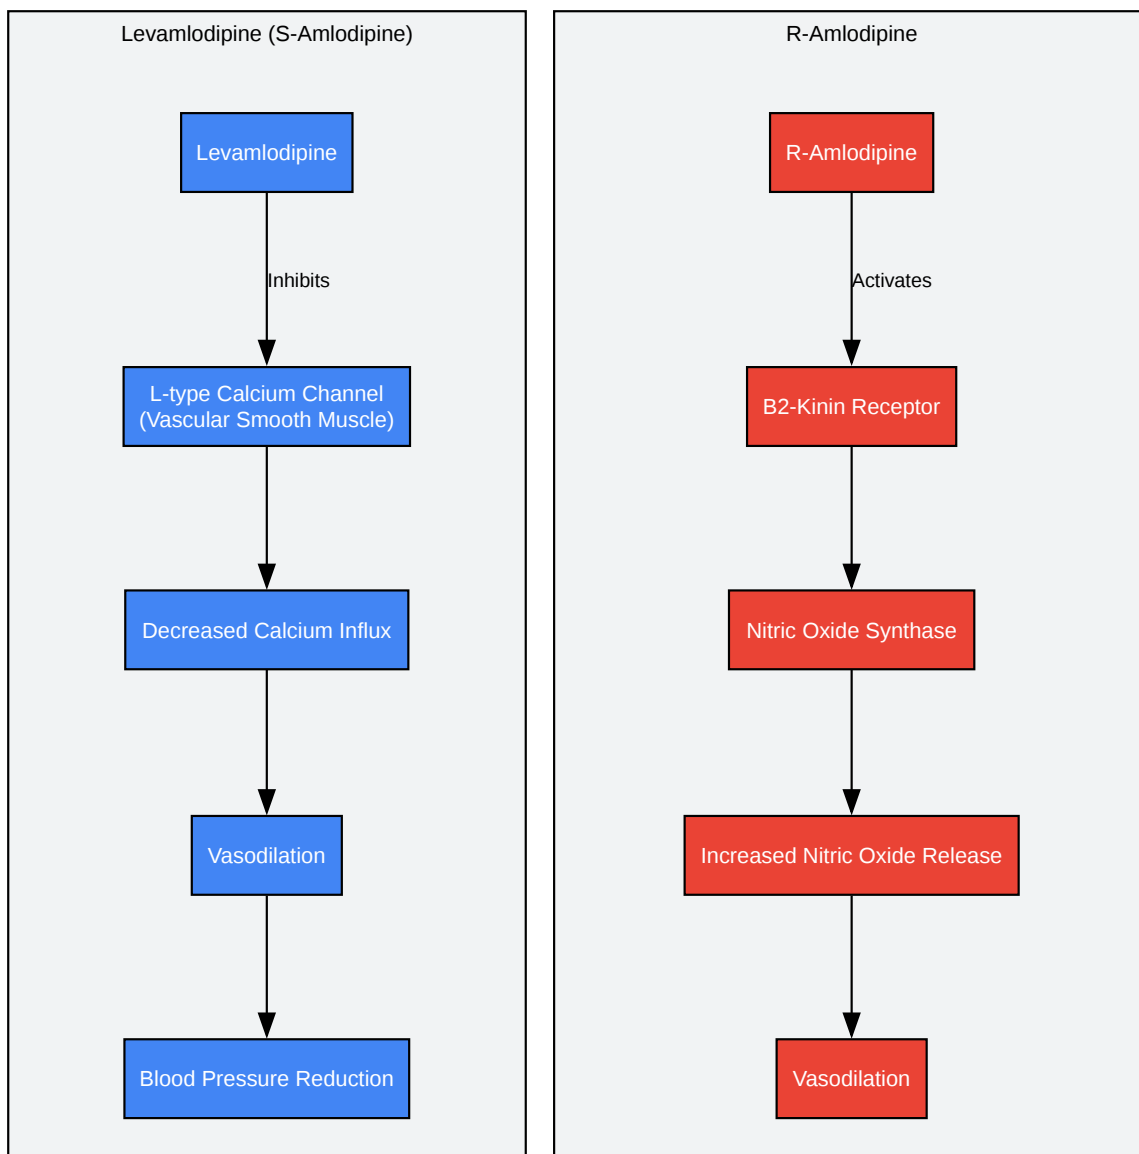 Levamlodipine (S-Amlodipine)
Levamlodipine
Inhibits
L-type Calcium Channel
(Vascular Smooth Muscle)
Decreased Calcium Influx
Vasodilation
Blood Pressure Reduction
R-Amlodipine
R-Amlodipine
Activates
B2-Kinin Receptor
Nitric Oxide Synthase
Increased Nitric Oxide Release
Vasodilation